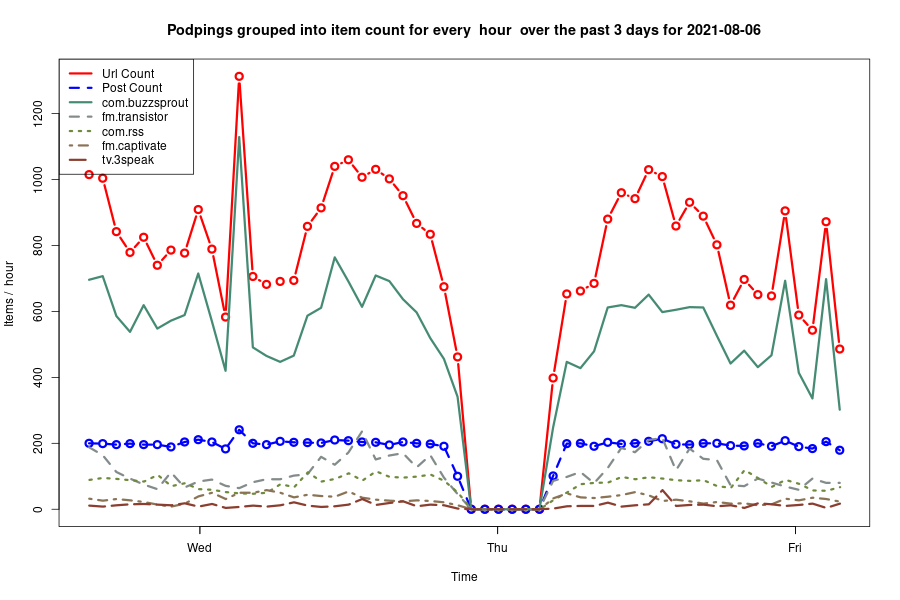 Podpings grouped into item count for every  hour  over the past 3 days for 2021-08-06
Url Count
Post Count
com.buzzsprout
fm.transistor
com.rss
fm.captivate
tv.3speak
Items /  hour
1200
1000
800
600
400
200
0
Wed
Thu
Fri
Time